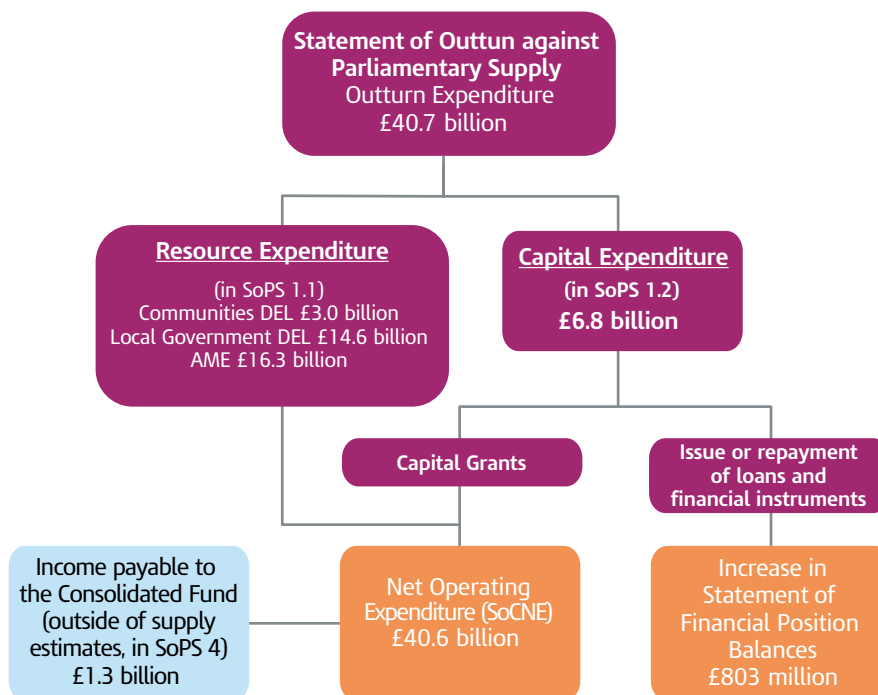 Statement of Outtun against
Parliamentary Supply
Outturn Expenditure
£40.7 billion
Resource Expenditure
(in SoPS 1.1)
Communities DEL £3.0 billion
Local Government DEL £14.6 billion
AME £16.3 billion
Capital Expenditure
(in SoPS 1.2)
£6.8 billion
Capital Grants
Issue or repayment
of loans and
financial instruments
Income payable to
the Consolidated Fund
(outside of supply
estimates, in SoPS 4)
£1.3 billion
Net Operating
Expenditure (SoCNE)
£40.6 billion
Increase in
Statement of
Financial Position
Balances
£803 million